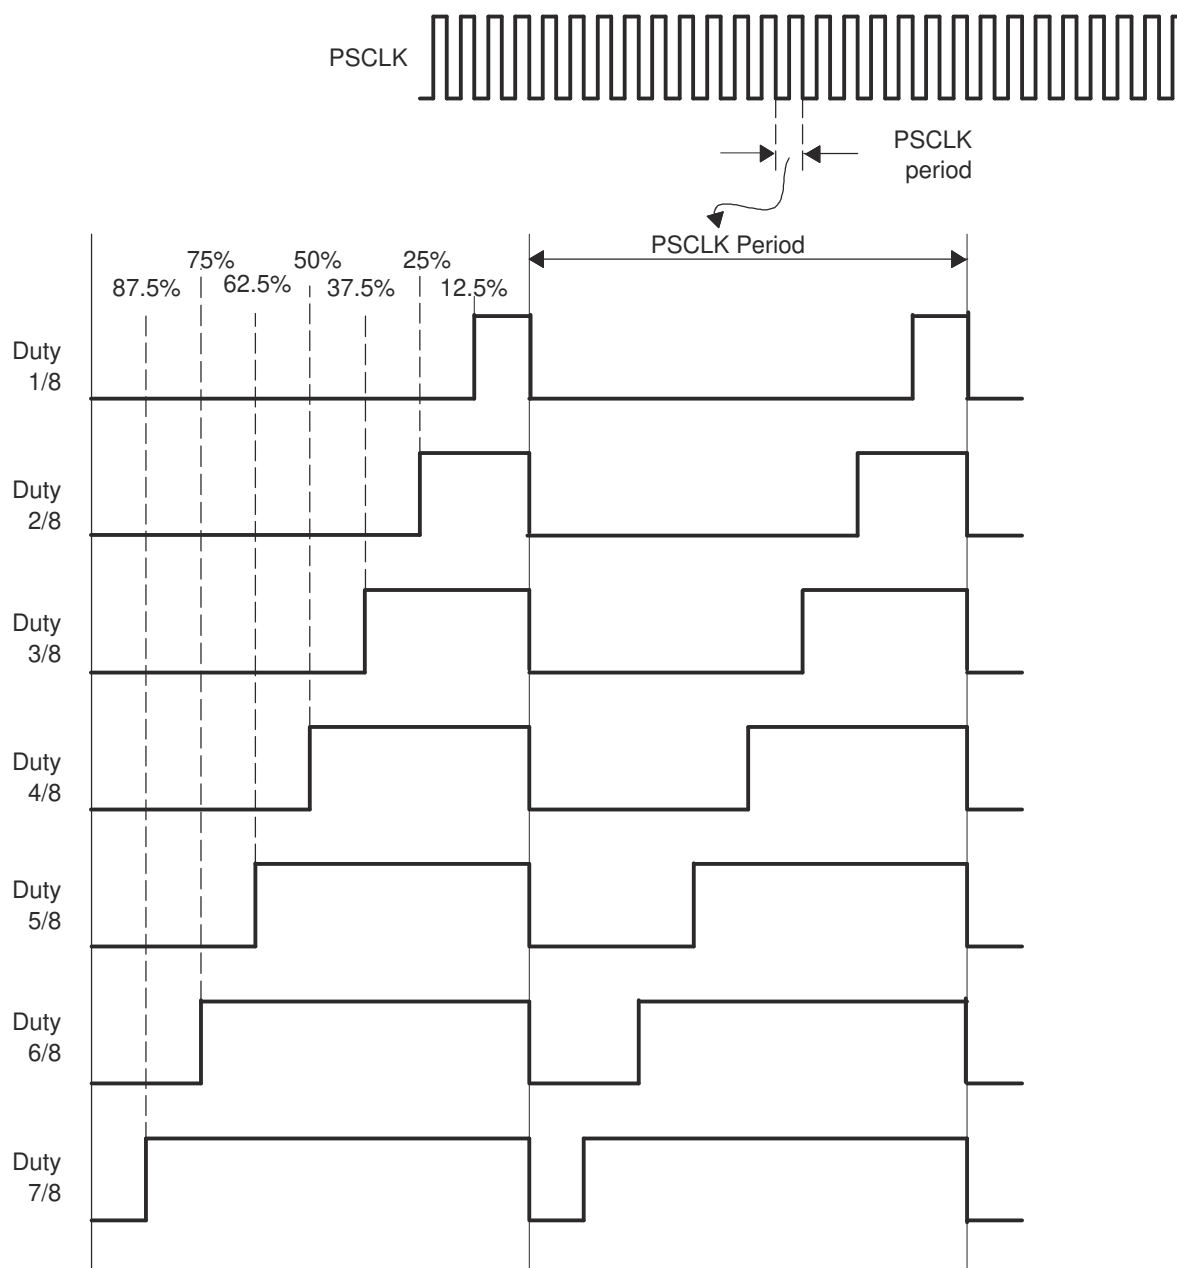 PSCLK
PSCLK
period
PSCLK Period
75%
50%
25%
87.5%
62.5%
37.5%
12.5%
Duty
1/8
Duty
2/8
Duty
3/8
Duty
4/8
Duty
5/8
Duty
6/8
Duty
7/8